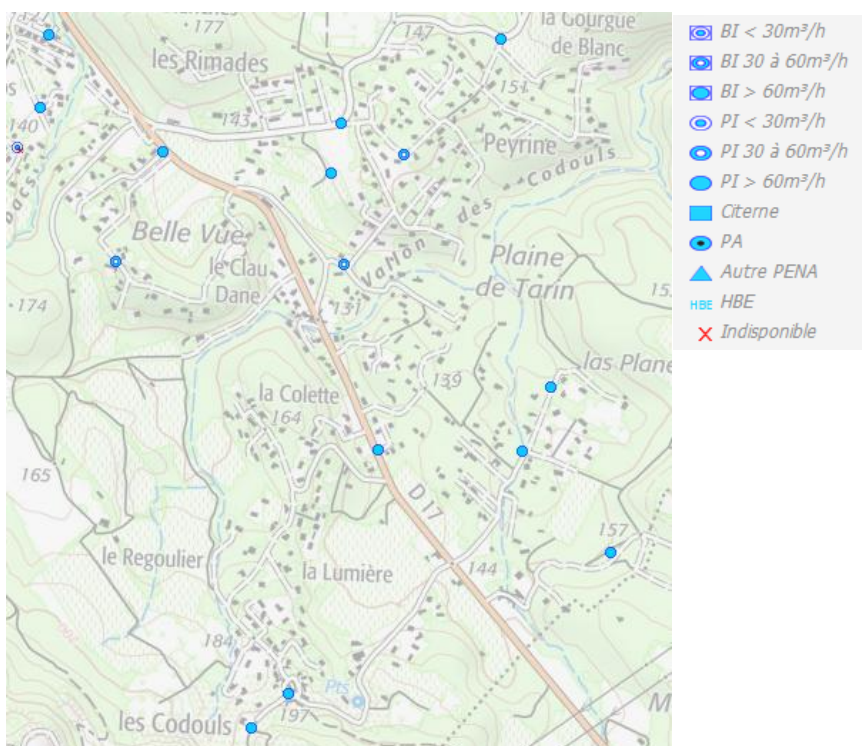 177
la Gourgue
de Blanc
147
les Rimades
151
140
143
Peyrine
Vallon des Codouls
Belle Vue
le Clau
Dane
Plaine
de Tarin
174
131
las Plane
139
la Colette
164
165
D 17
157
le Regoulier
la Lumière
144
184
Pts
197
les Codouls
M
BI < 30m³/h
BI 30 à 60m³/h
BI > 60m³/h
PI < 30m³/h
PI 30 à 60m³/h
PI > 60m³/h
Citerne
PA
Autre PENA
HBE HBE
Indisponible